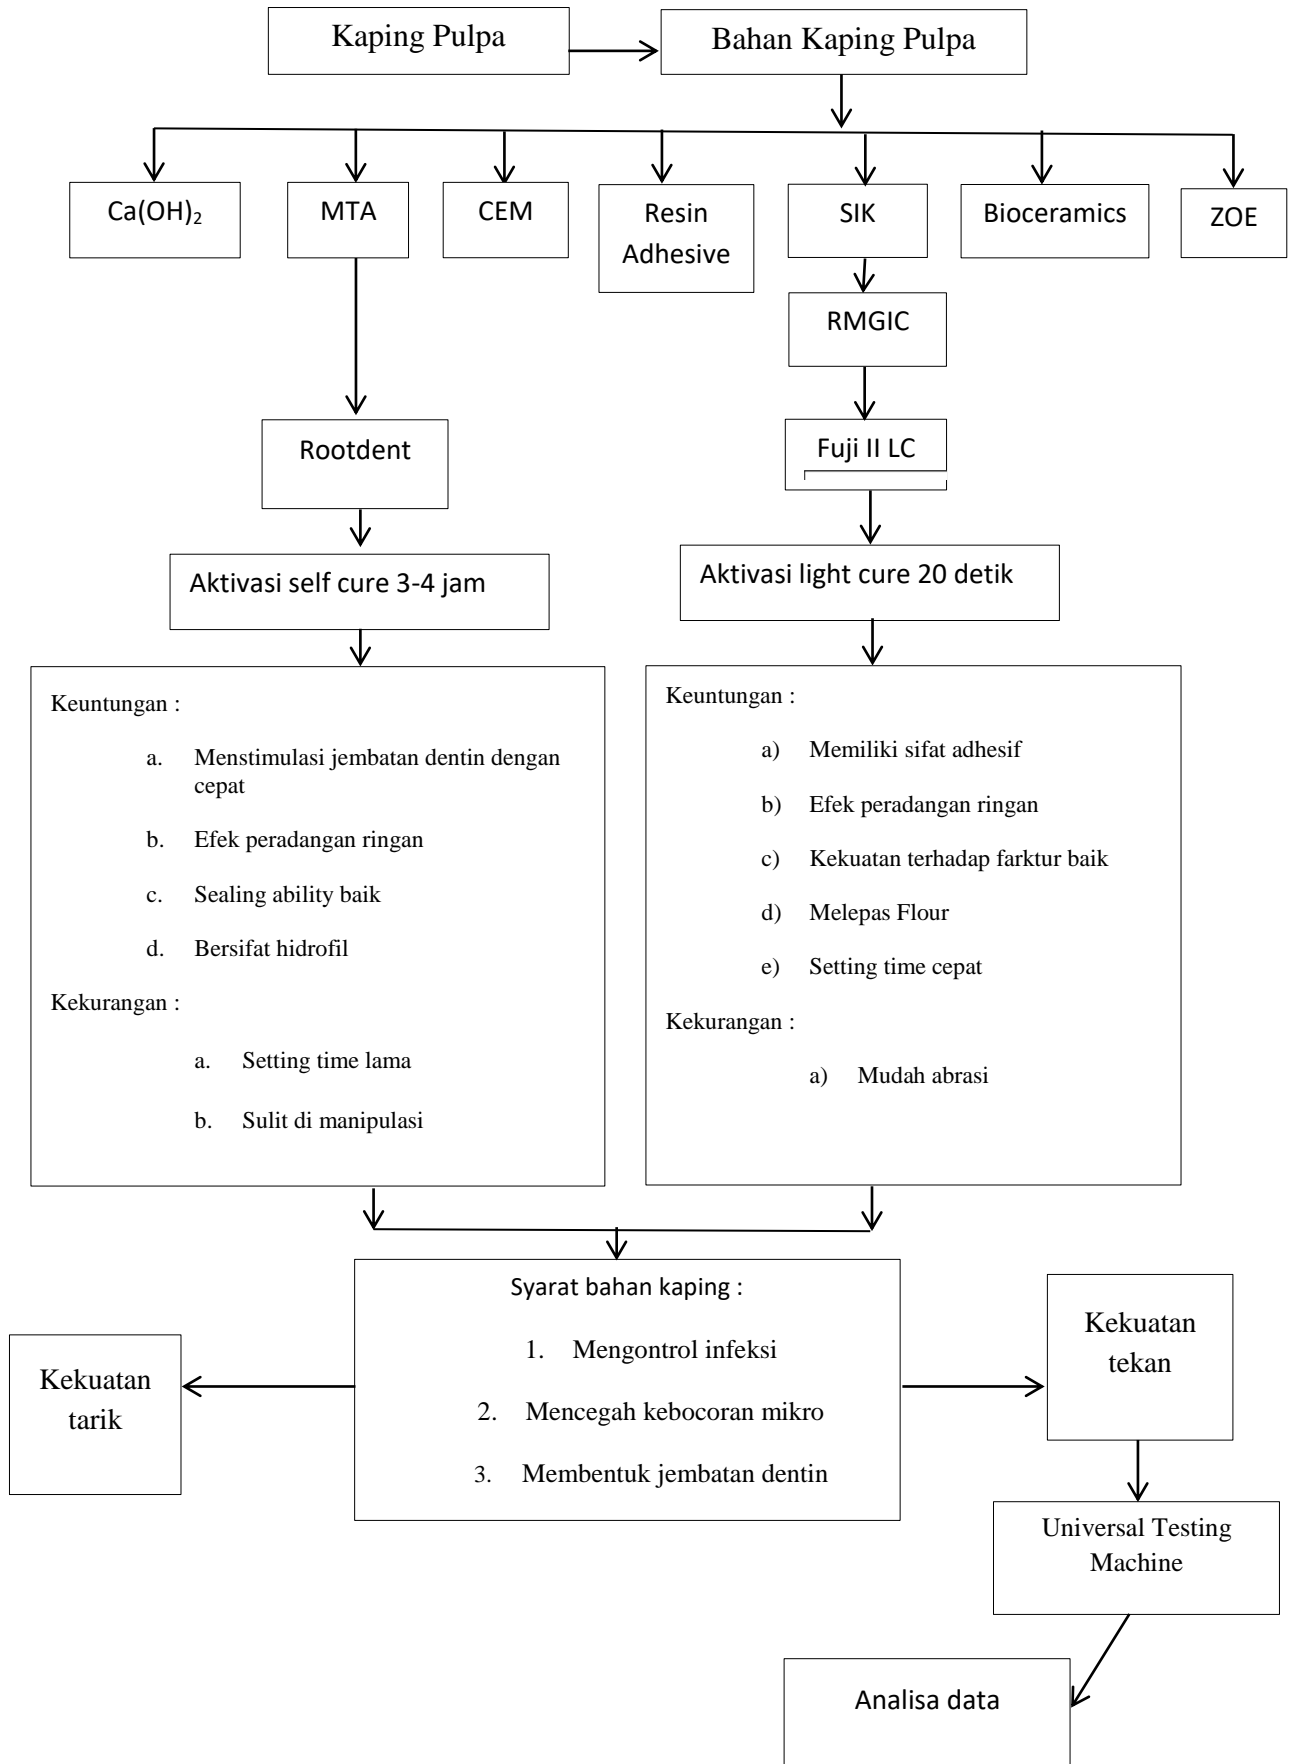 Kaping Pulpa
Bahan Kaping Pulpa
Ca(OH)₂
MTA
CEM
Resin
Adhesive
SIK
Bioceramics
ZOE
RMGIC
Rootdent
Fuji II LC
Aktivasi self cure 3-4 jam
Aktivasi light cure 20 detik
Keuntungan :
a. Menstimulasi jembatan dentin dengan
cepat
b. Efek peradangan ringan
c. Sealing ability baik
d. Bersifat hidrofil
Kekurangan :
a. Setting time lama
b. Sulit di manipulasi
Keuntungan :
a) Memiliki sifat adhesif
b) Efek peradangan ringan
c) Kekuatan terhadap farktur baik
d) Melepas Flour
e) Setting time cepat
Kekurangan :
a) Mudah abrasi
Syarat bahan kaping :
1. Mengontrol infeksi
2. Mencegah kebocoran mikro
3. Membentuk jembatan dentin
Kekuatan
tarik
Kekuatan
tekan
Universal Testing
Machine
Analisa data